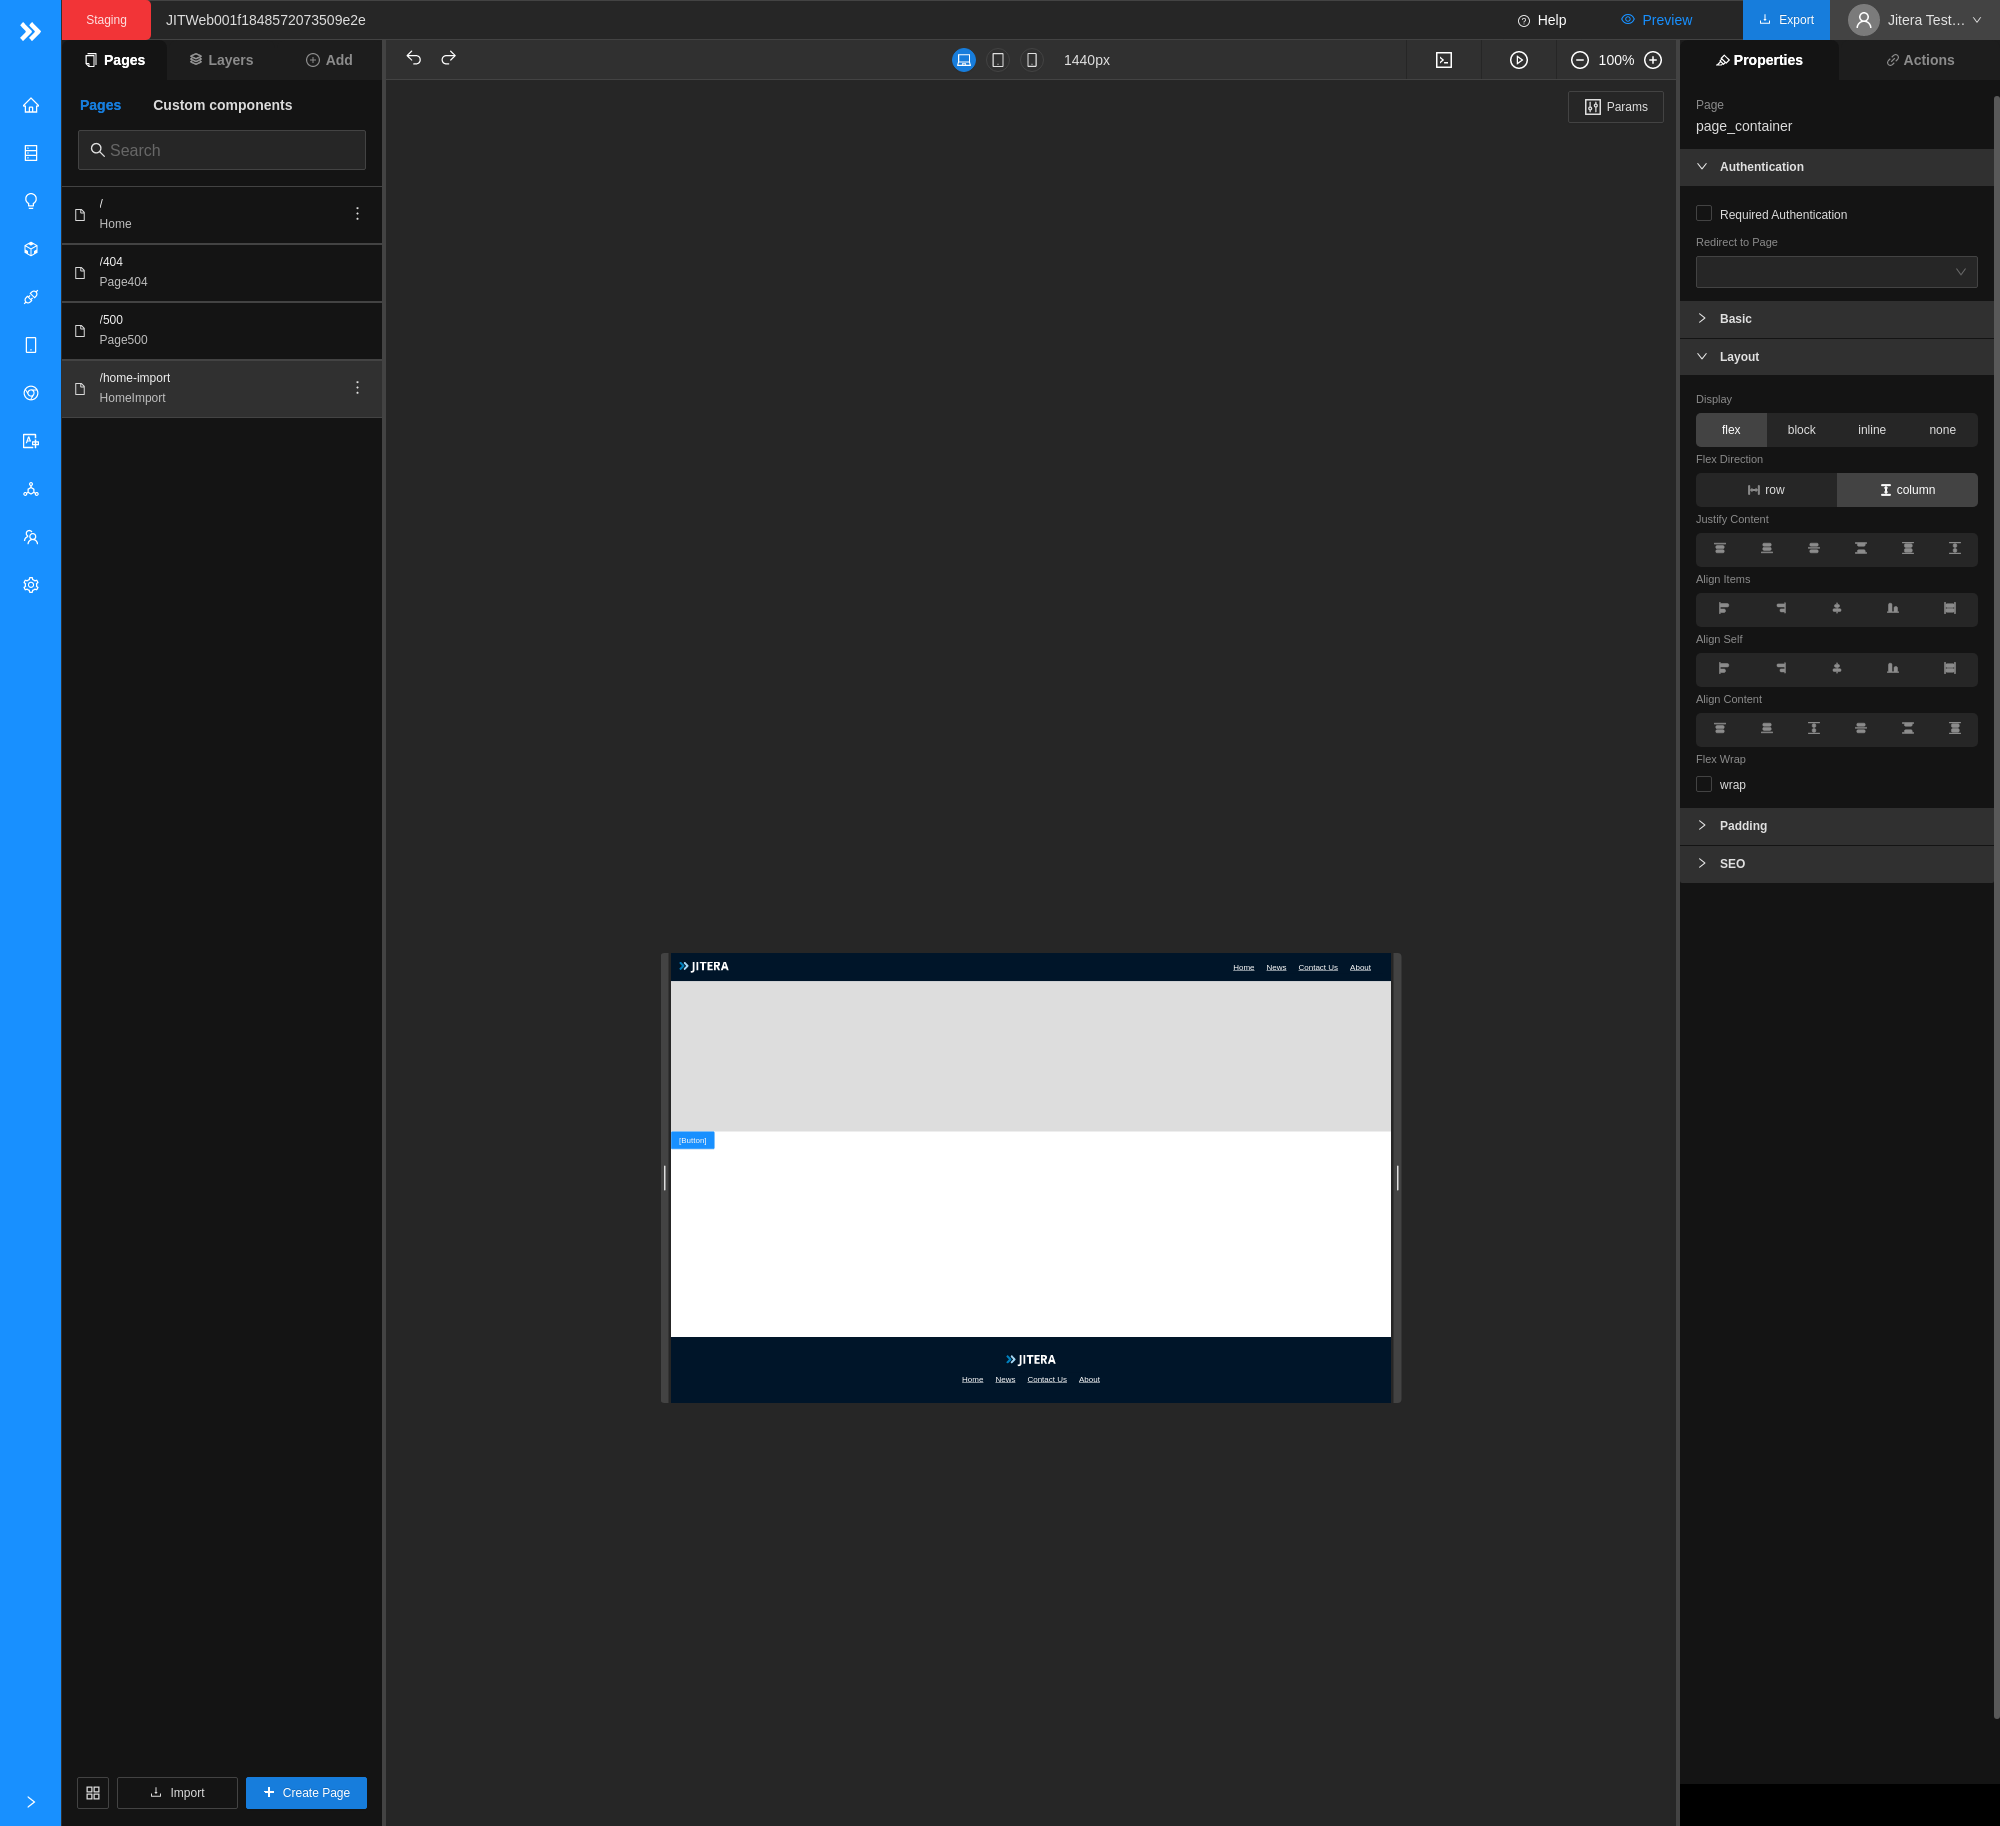 Staging
JITWeb001f1848572073509e2e
Help
Preview
Export
Jitera Test...
Pages
Layers
Add
1440px
100%
Properties
Actions
Pages
Custom components
Search
/
Home
/404
Page404
/500
Page500
/home-import
HomeImport
Import
Create Page
Params
JITERA
Home
News
Contact Us
About
[Button]
JITERA
Home
News
Contact Us
About
Page
page_container
Authentication
Required Authentication
Redirect to Page
Basic
Layout
Display
flex
block
inline
none
Flex Direction
row
column
Justify Content
Align Items
Align Self
Align Content
Flex Wrap
wrap
Padding
SEO